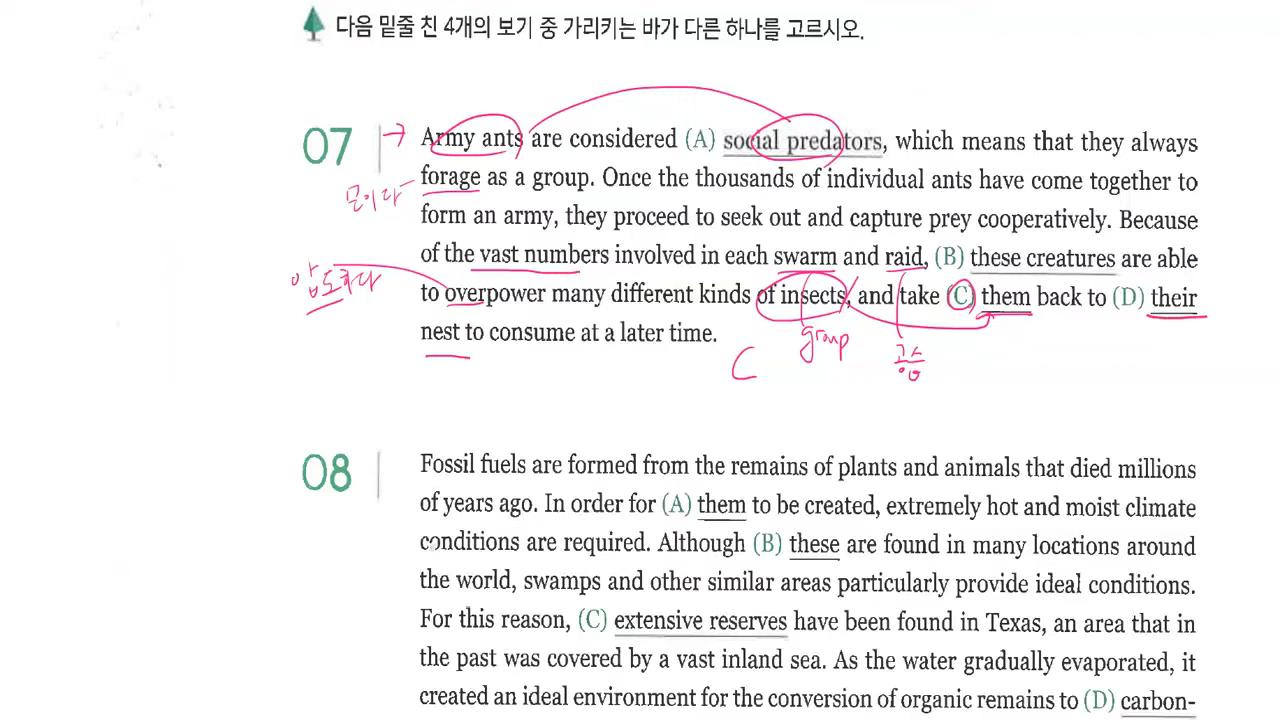 다음 밑줄 친 4개의 보기 중 가리키는 바가 다른 하나를 고르시오.
07 Army ants are considered (A) social predators, which means that they always
forage as a group. Once the thousands of individual ants have come together to
모이다
form an army, they proceed to seek out and capture prey cooperatively. Because
of the vast numbers involved in each swarm and raid, (B) these creatures are able
압도하다
to overpower many different kinds of insects, and take (C) them back to (D) their
nest to consume at a later time.
group
C
08 Fossil fuels are formed from the remains of plants and animals that died millions
of years ago. In order for (A) them to be created, extremely hot and moist climate
conditions are required. Although (B) these are found in many locations around
the world, swamps and other similar areas particularly provide ideal conditions.
For this reason, (C) extensive reserves have been found in Texas, an area that in
the past was covered by a vast inland sea. As the water gradually evaporated, it
created an ideal environment for the conversion of organic remains to (D) carbon-